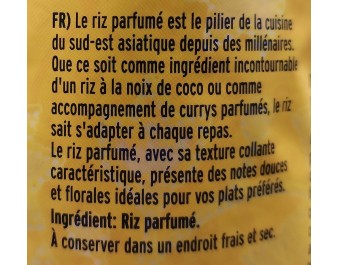 FR) Le riz parfumé est le pilier de la cuisine
du sud-est asiatique depuis des millénaires.
Que ce soit comme ingrédient incontournable
d'un riz à la noix de coco ou comme
accompagnement de currys parfumés, le riz
sait s'adapter à chaque repas.
Le riz parfumé, avec sa texture collante
caractéristique, présente des notes douces
et florales idéales pour vos plats préférés.
Ingrédient: Riz parfumé.
À conserver dans un endroit frais et sec.